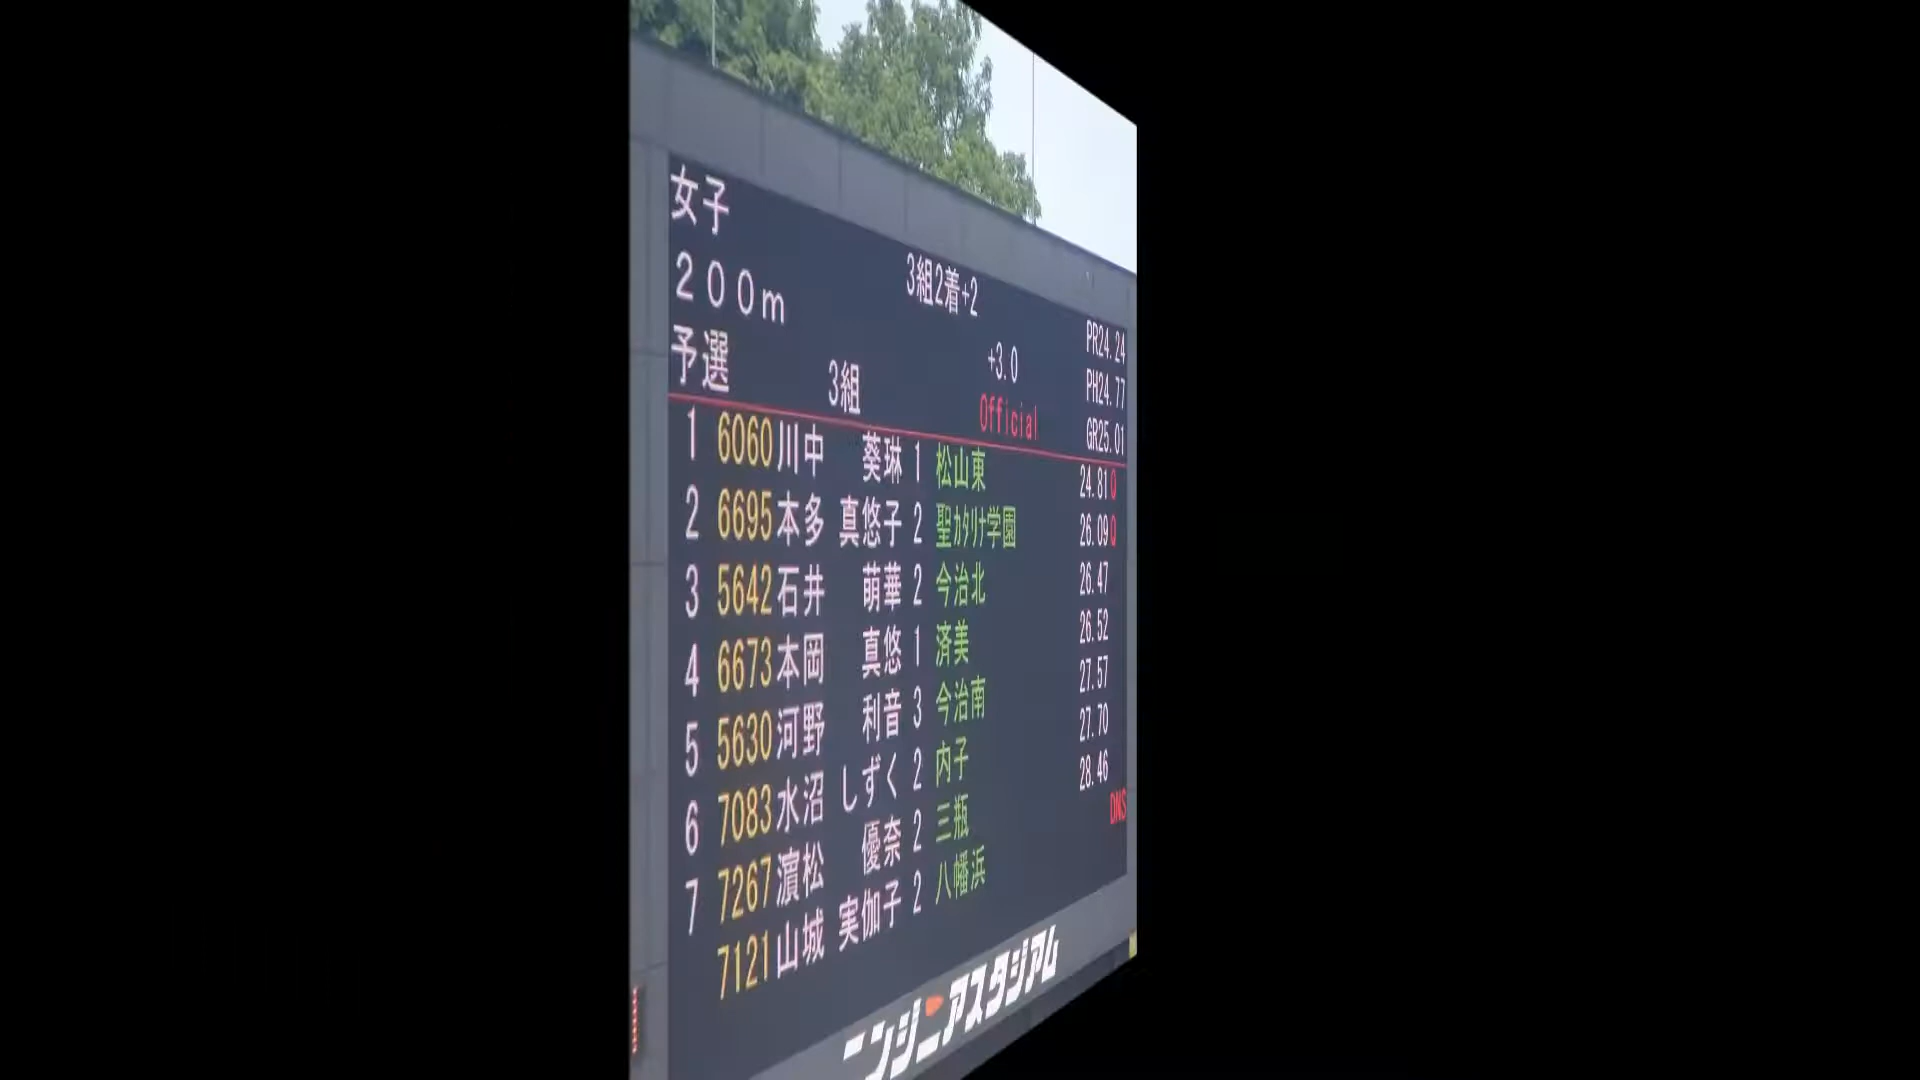 女子
200m 3組2着+2 PR24.24
予選 3組 +3.0 PH24.77
Official GR25.01
1 6060 川中 葵琳 1 松山東 24.81Q
2 6695 本多 真悠子 2 聖カタリナ学園 26.09Q
3 5642 石井 萌華 2 今治北 26.47
4 6673 本岡 真悠 1 済美 26.52
5 5630 河野 利音 3 今治南 27.57
6 7083 水沼 しずく 2 内子 27.70
7 7267 濵松 優奈 2 三瓶 28.46
7121 山城 実伽子 2 八幡浜 DNS
ニンジニアスタジアム